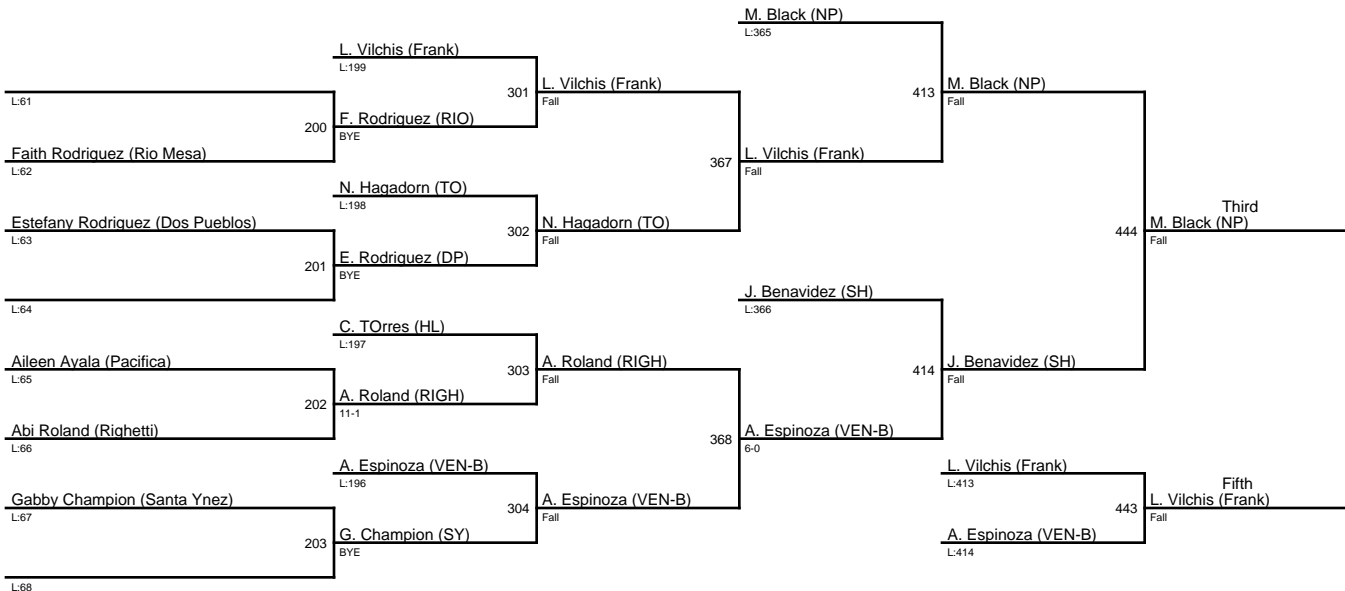 M. Black (NP)
L:365
L. Vilchis (Frank)
L:199
L:61
301
L. Vilchis (Frank)
Fall
413
M. Black (NP)
Fall
200
F. Rodriguez (RIO)
BYE
Faith Rodriguez (Rio Mesa)
L:62
367
L. Vilchis (Frank)
Fall
N. Hagadorn (TO)
L:198
Estefany Rodriguez (Dos Pueblos)
L:63
302
N. Hagadorn (TO)
Fall
444
Third
M. Black (NP)
Fall
201
E. Rodriguez (DP)
BYE
L:64
J. Benavidez (SH)
L:366
C. TOrres (HL)
L:197
Aileen Ayala (Pacifica)
L:65
303
A. Roland (RIGH)
Fall
414
J. Benavidez (SH)
Fall
202
A. Roland (RIGH)
11-1
Abi Roland (Righetti)
L:66
368
A. Espinoza (VEN-B)
6-0
A. Espinoza (VEN-B)
L:196
L. Vilchis (Frank)
L:413
Gabby Champion (Santa Ynez)
L:67
304
A. Espinoza (VEN-B)
Fall
443
Fifth
L. Vilchis (Frank)
Fall
203
G. Champion (SY)
BYE
A. Espinoza (VEN-B)
L:414
L:68